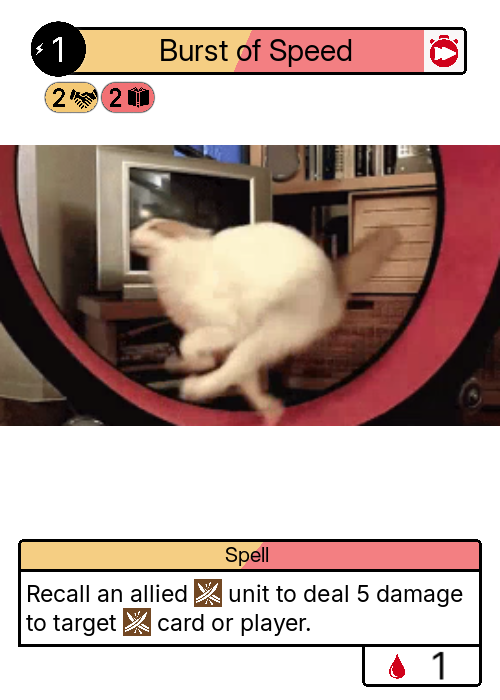 1
Burst of Speed
2 2
Spell
Recall an allied unit to deal 5 damage
to target card or player.
1